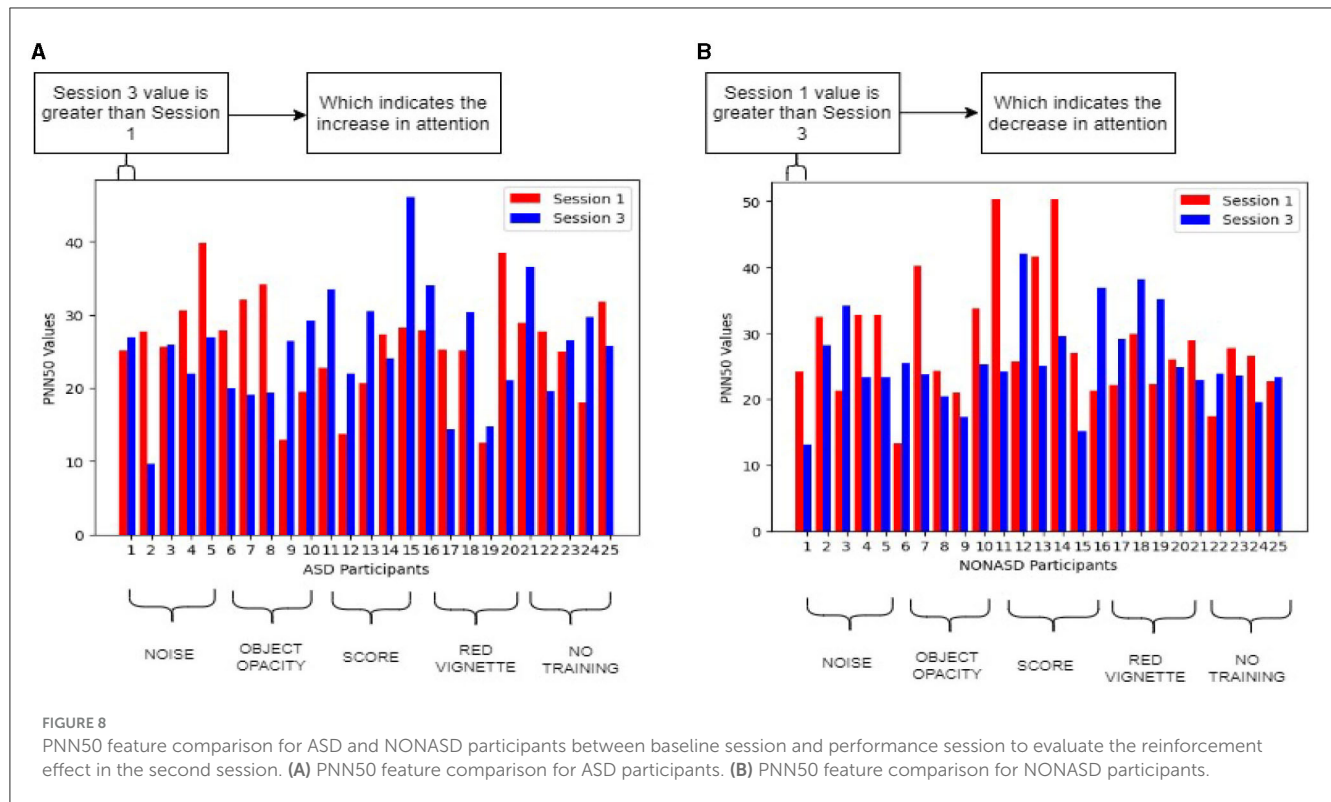 A
Session 3 value is
greater than Session
1
Which indicates the
increase in attention
Session 1
Session 3
PNN50 Values
40
30
20
10
0
1 2 3 4 5 6 7 8 9 10 11 12 13 14 15 16 17 18 19 20 21 22 23 24 25
ASD Participants
NOISE
OBJECT
OPACITY
SCORE
RED
VIGNETTE
NO
TRAINING
B
Session 1 value is
greater than Session
3
Which indicates the
decrease in attention
Session 1
Session 3
PNN50 Values
50
40
30
20
10
0
1 2 3 4 5 6 7 8 9 10 11 12 13 14 15 16 17 18 19 20 21 22 23 24 25
NONASD Participants
NOISE
OBJECT
OPACITY
SCORE
RED
VIGNETTE
NO
TRAINING
FIGURE 8
PNN50 feature comparison for ASD and NONASD participants between baseline session and performance session to evaluate the reinforcement
effect in the second session. (A) PNN50 feature comparison for ASD participants. (B) PNN50 feature comparison for NONASD participants.